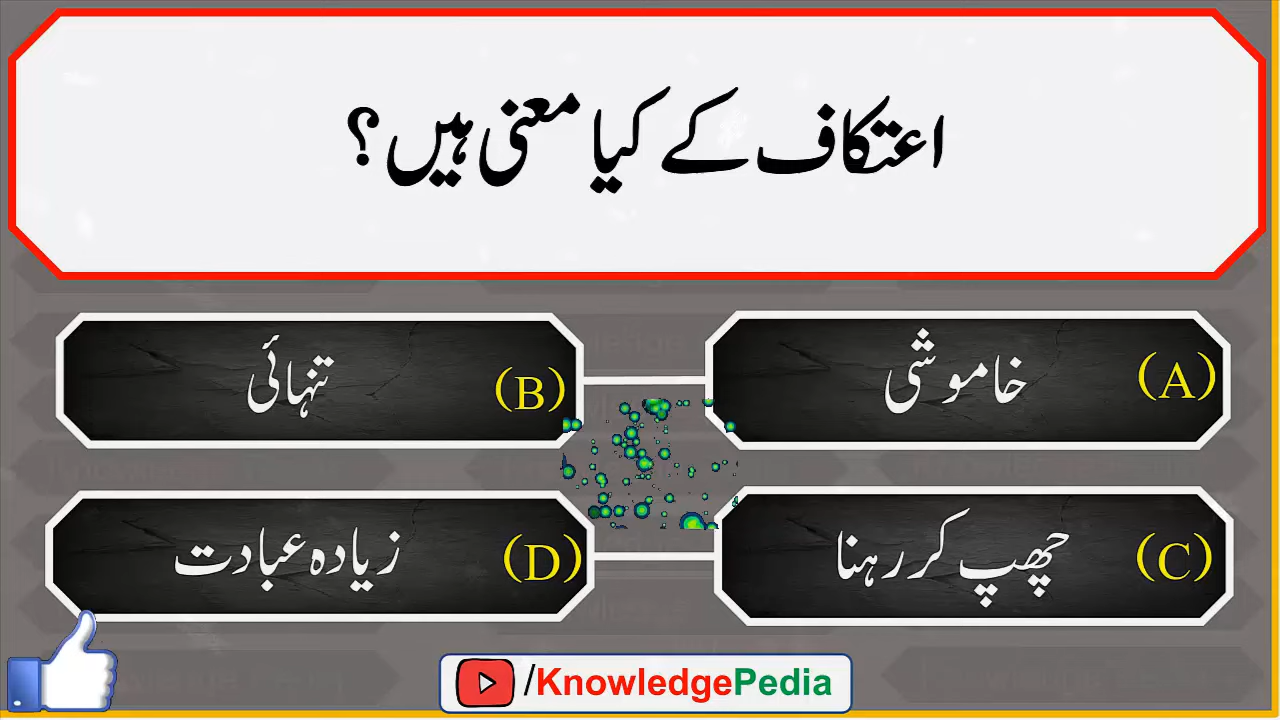 اعتکاف کے کیا معنی ہیں؟
(A) خاموشی
(B) تنہائی
(C) چھپ کر رہنا
(D) زیادہ عبادت
/KnowledgePedia